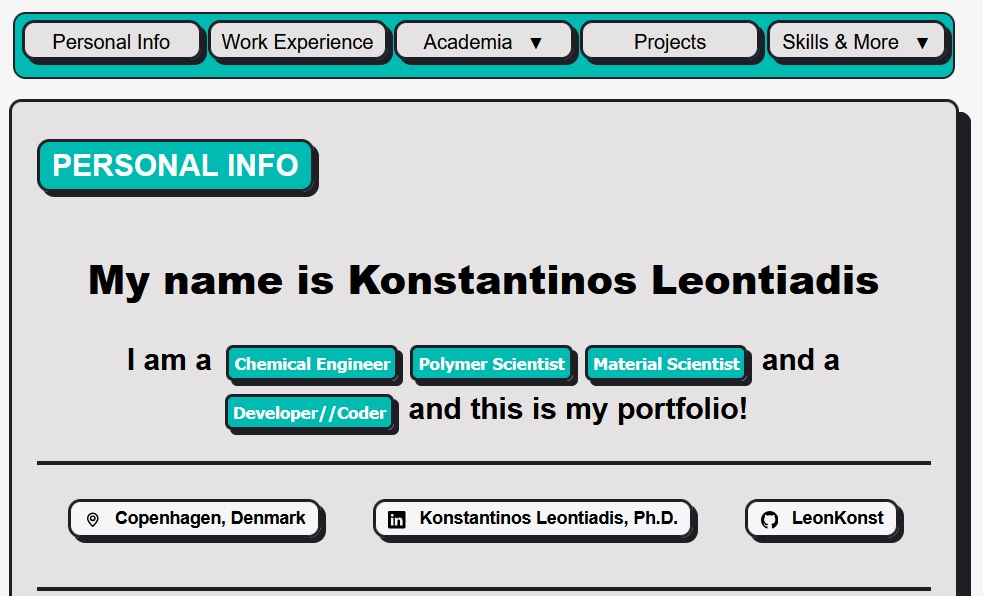 Personal Info Work Experience Academia ▼ Projects Skills & More ▼
PERSONAL INFO
My name is Konstantinos Leontiadis
I am a Chemical Engineer Polymer Scientist Material Scientist and a
Developer//Coder and this is my portfolio!
Copenhagen, Denmark Konstantinos Leontiadis, Ph.D. LeonKonst